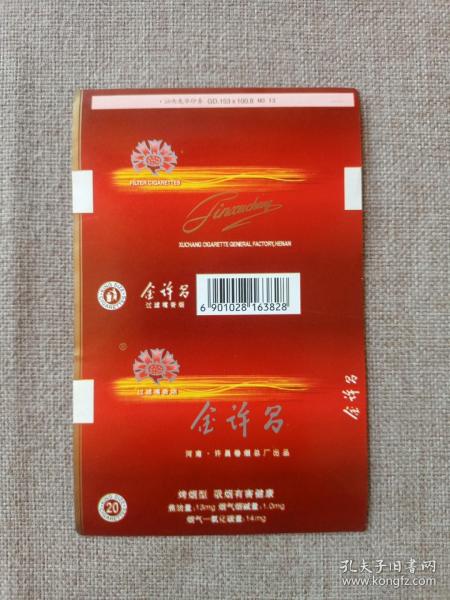 GD.153×100.8 NO 13
FILTER CIGARETTES
Jinxuchang
XUCHANG CIGARETTE GENERAL FACTORY, HENAN
金许昌
过滤嘴香烟
6 901028 163828
®
过滤嘴香烟
金许昌
金许昌
河南·许昌卷烟总厂出品
烤烟型 吸烟有害健康
焦油量:13mg 烟气烟碱量:1.0mg
烟气一氧化碳量:14mg
20
孔夫子旧书网
www.kongfz.com